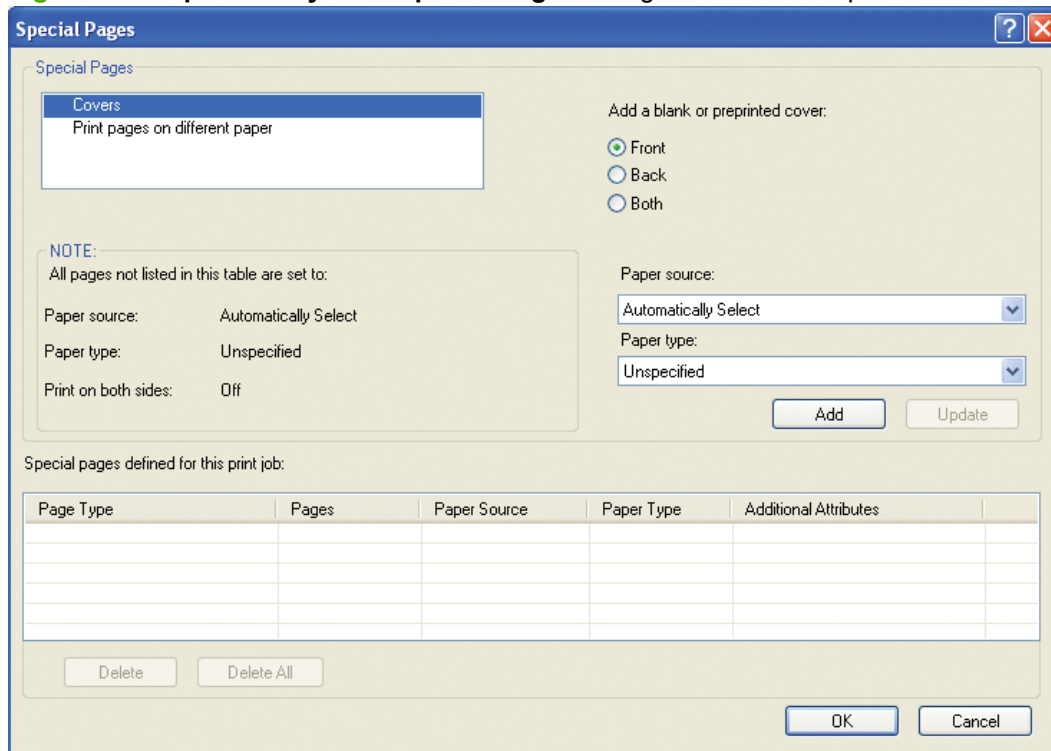 Special Pages
Special Pages
Covers
Print pages on different paper
Add a blank or preprinted cover:
Front
Back
Both
NOTE:
All pages not listed in this table are set to:
Paper source: Automatically Select
Paper type: Unspecified
Print on both sides: Off
Paper source:
Automatically Select
Paper type:
Unspecified
Add Update
Special pages defined for this print job:
Page Type Pages Paper Source Paper Type Additional Attributes
Delete Delete All
OK Cancel